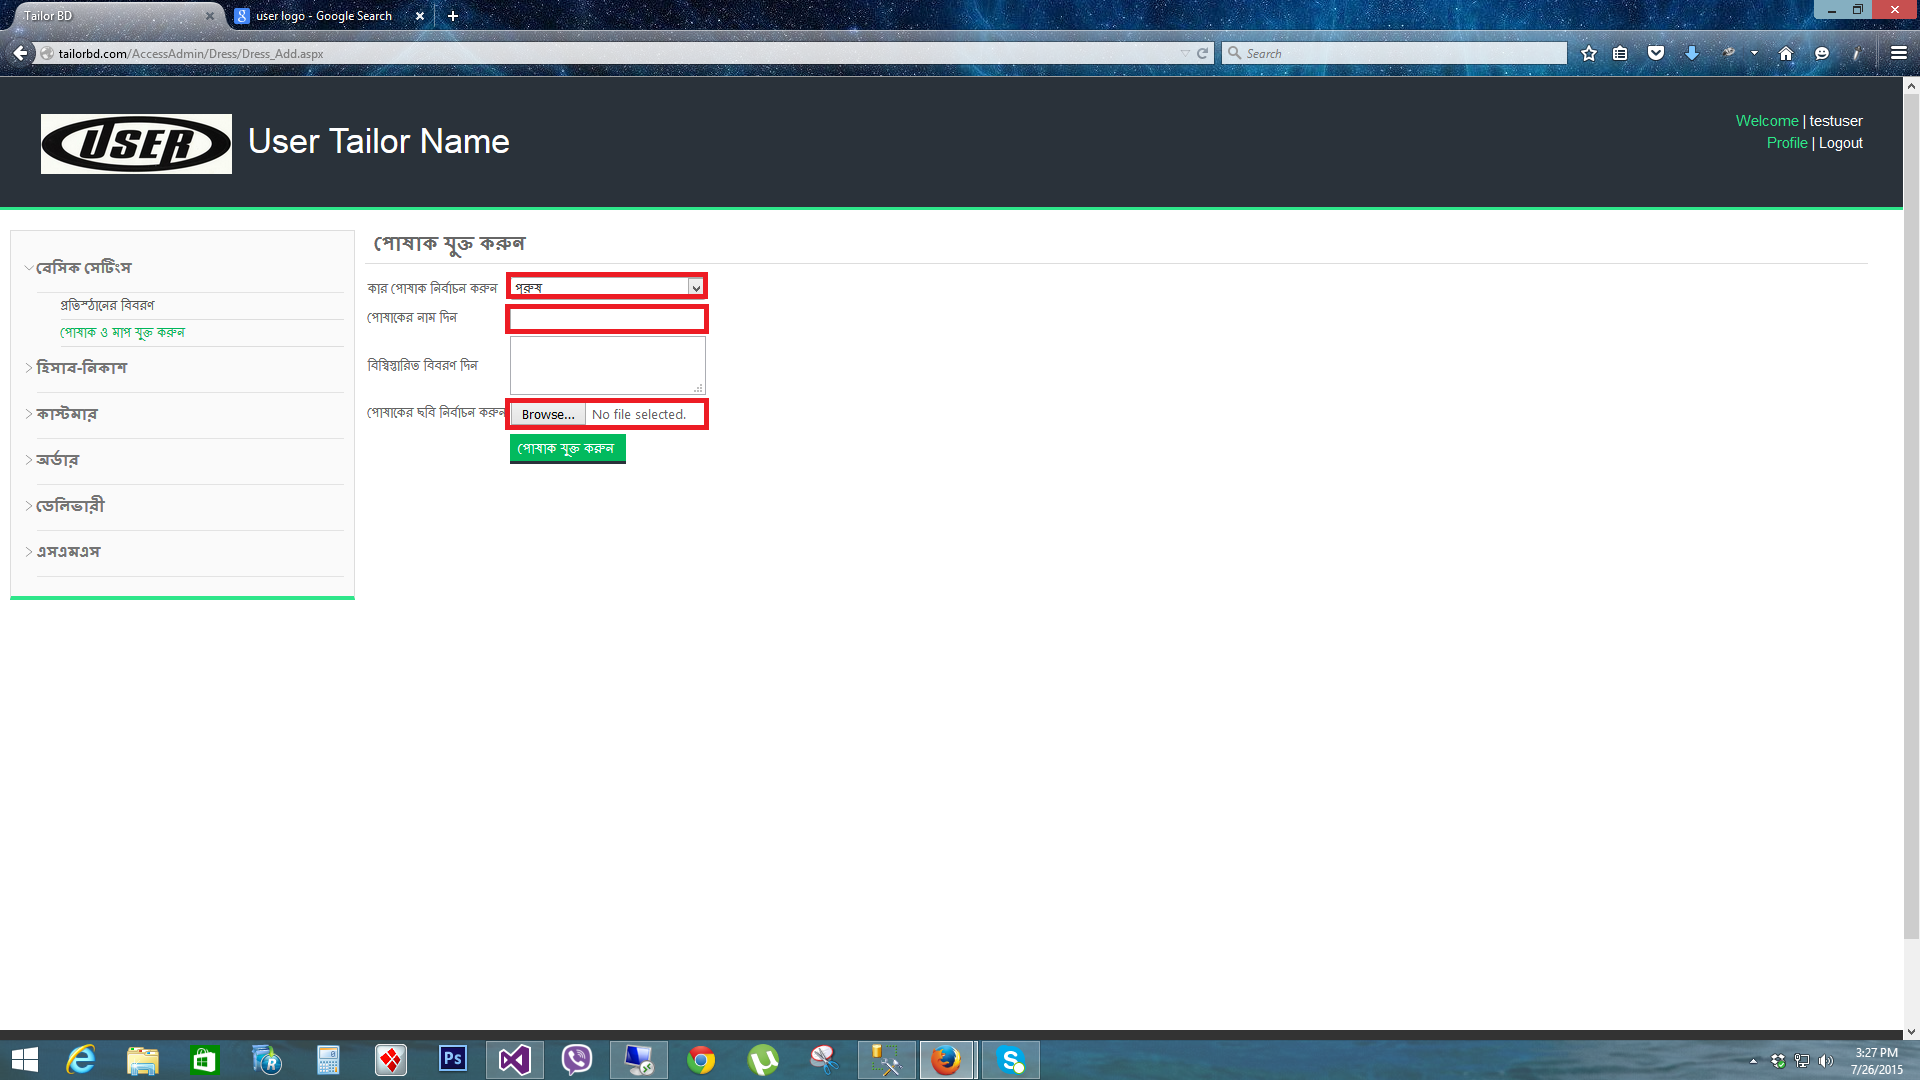 Tailor BD
user logo - Google Search
tailorbd.com/AccessAdmin/Dress/Dress_Add.aspx
Search
USER
User Tailor Name
Welcome | testuser
Profile | Logout
বেসিক সেটিংস
প্রতিস্ঠানের বিবরণ
পোষাক ও মাপ যুক্ত করুন
হিসাব-নিকাশ
কাস্টমার
অর্ডার
ডেলিভারী
এসএমএস
পোষাক যুক্ত করুন
কার পোষাক নির্বাচন করুন
পুরুষ
পোষাকের নাম দিন
বিস্তারিত বিবরণ দিন
পোষাকের ছবি নির্বাচন করুন
Browse... No file selected.
পোষাক যুক্ত করুন
Ps
3:27 PM
7/26/2015